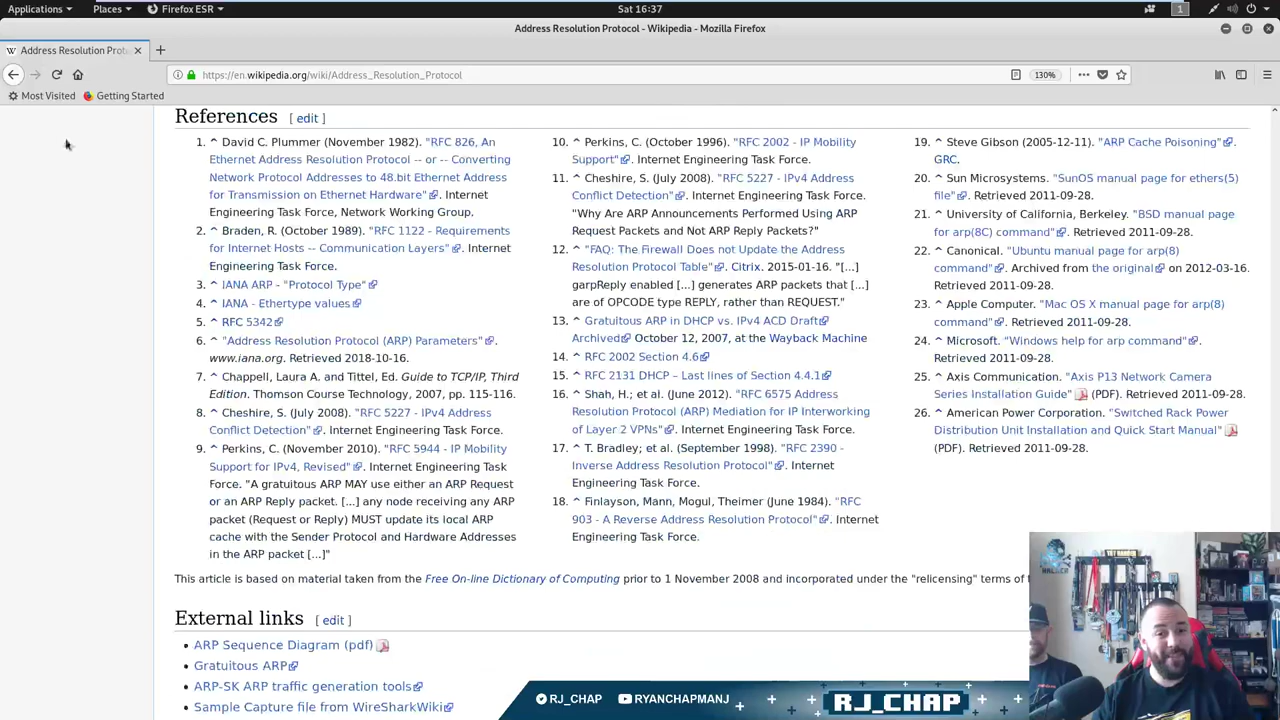 Applications
Places
Firefox ESR
Sat 16:37
1
Address Resolution Protocol - Wikipedia - Mozilla Firefox
W Address Resolution Prot
https://en.wikipedia.org/wiki/Address_Resolution_Protocol
130%
Most Visited
Getting Started
References [ edit ]
1. ^ David C. Plummer (November 1982). "RFC 826, An
Ethernet Address Resolution Protocol -- or -- Converting
Network Protocol Addresses to 48.bit Ethernet Address
for Transmission on Ethernet Hardware". Internet
Engineering Task Force, Network Working Group.
2. ^ Braden, R. (October 1989). "RFC 1122 - Requirements
for Internet Hosts -- Communication Layers". Internet
Engineering Task Force.
3. ^ IANA ARP - "Protocol Type"
4. ^ IANA - Ethertype values
5. ^ RFC 5342
6. ^ "Address Resolution Protocol (ARP) Parameters".
www.iana.org. Retrieved 2018-10-16.
7. ^ Chappell, Laura A. and Tittel, Ed. Guide to TCP/IP, Third
Edition. Thomson Course Technology, 2007, pp. 115-116.
8. ^ Cheshire, S. (July 2008). "RFC 5227 - IPv4 Address
Conflict Detection". Internet Engineering Task Force.
9. ^ Perkins, C. (November 2010). "RFC 5944 - IP Mobility
Support for IPv4, Revised". Internet Engineering Task
Force. "A gratuitous ARP MAY use either an ARP Request
or an ARP Reply packet. [...] any node receiving any ARP
packet (Request or Reply) MUST update its local ARP
cache with the Sender Protocol and Hardware Addresses
in the ARP packet [...]"
10. ^ Perkins, C. (October 1996). "RFC 2002 - IP Mobility
Support". Internet Engineering Task Force.
11. ^ Cheshire, S. (July 2008). "RFC 5227 - IPv4 Address
Conflict Detection". Internet Engineering Task Force.
"Why Are ARP Announcements Performed Using ARP
Request Packets and Not ARP Reply Packets?"
12. ^ "FAQ: The Firewall Does not Update the Address
Resolution Protocol Table". Citrix. 2015-01-16. "[...]
garpReply enabled [...] generates ARP packets that [...]
are of OPCODE type REPLY, rather than REQUEST."
13. ^ Gratuitous ARP in DHCP vs. IPv4 ACD Draft
Archived October 12, 2007, at the Wayback Machine
14. ^ RFC 2002 Section 4.6
15. ^ RFC 2131 DHCP – Last lines of Section 4.4.1
16. ^ Shah, H.; et al. (June 2012). "RFC 6575 Address
Resolution Protocol (ARP) Mediation for IP Interworking
of Layer 2 VPNs". Internet Engineering Task Force.
17. ^ T. Bradley; et al. (September 1998). "RFC 2390 -
Inverse Address Resolution Protocol". Internet
Engineering Task Force.
18. ^ Finlayson, Mann, Mogul, Theimer (June 1984). "RFC
903 - A Reverse Address Resolution Protocol". Internet
Engineering Task Force.
19. ^ Steve Gibson (2005-12-11). "ARP Cache Poisoning".
GRC.
20. ^ Sun Microsystems. "SunOS manual page for ethers(5)
file". Retrieved 2011-09-28.
21. ^ University of California, Berkeley. "BSD manual page
for arp(8C) command". Retrieved 2011-09-28.
22. ^ Canonical. "Ubuntu manual page for arp(8)
command". Archived from the original on 2012-03-16.
Retrieved 2011-09-28.
23. ^ Apple Computer. "Mac OS X manual page for arp(8)
command". Retrieved 2011-09-28.
24. ^ Microsoft. "Windows help for arp command".
Retrieved 2011-09-28.
25. ^ Axis Communication. "Axis P13 Network Camera
Series Installation Guide" (PDF). Retrieved 2011-09-28.
26. ^ American Power Corporation. "Switched Rack Power
Distribution Unit Installation and Quick Start Manual"
(PDF). Retrieved 2011-09-28.
This article is based on material taken from the Free On-line Dictionary of Computing prior to 1 November 2008 and incorporated under the "relicensing" terms of
External links [ edit ]
ARP Sequence Diagram (pdf)
Gratuitous ARP
ARP-SK ARP traffic generation tools
Sample Capture file from WireSharkWiki
RJ_CHAP
RYANCHAPMANJ
RJ_CHAP